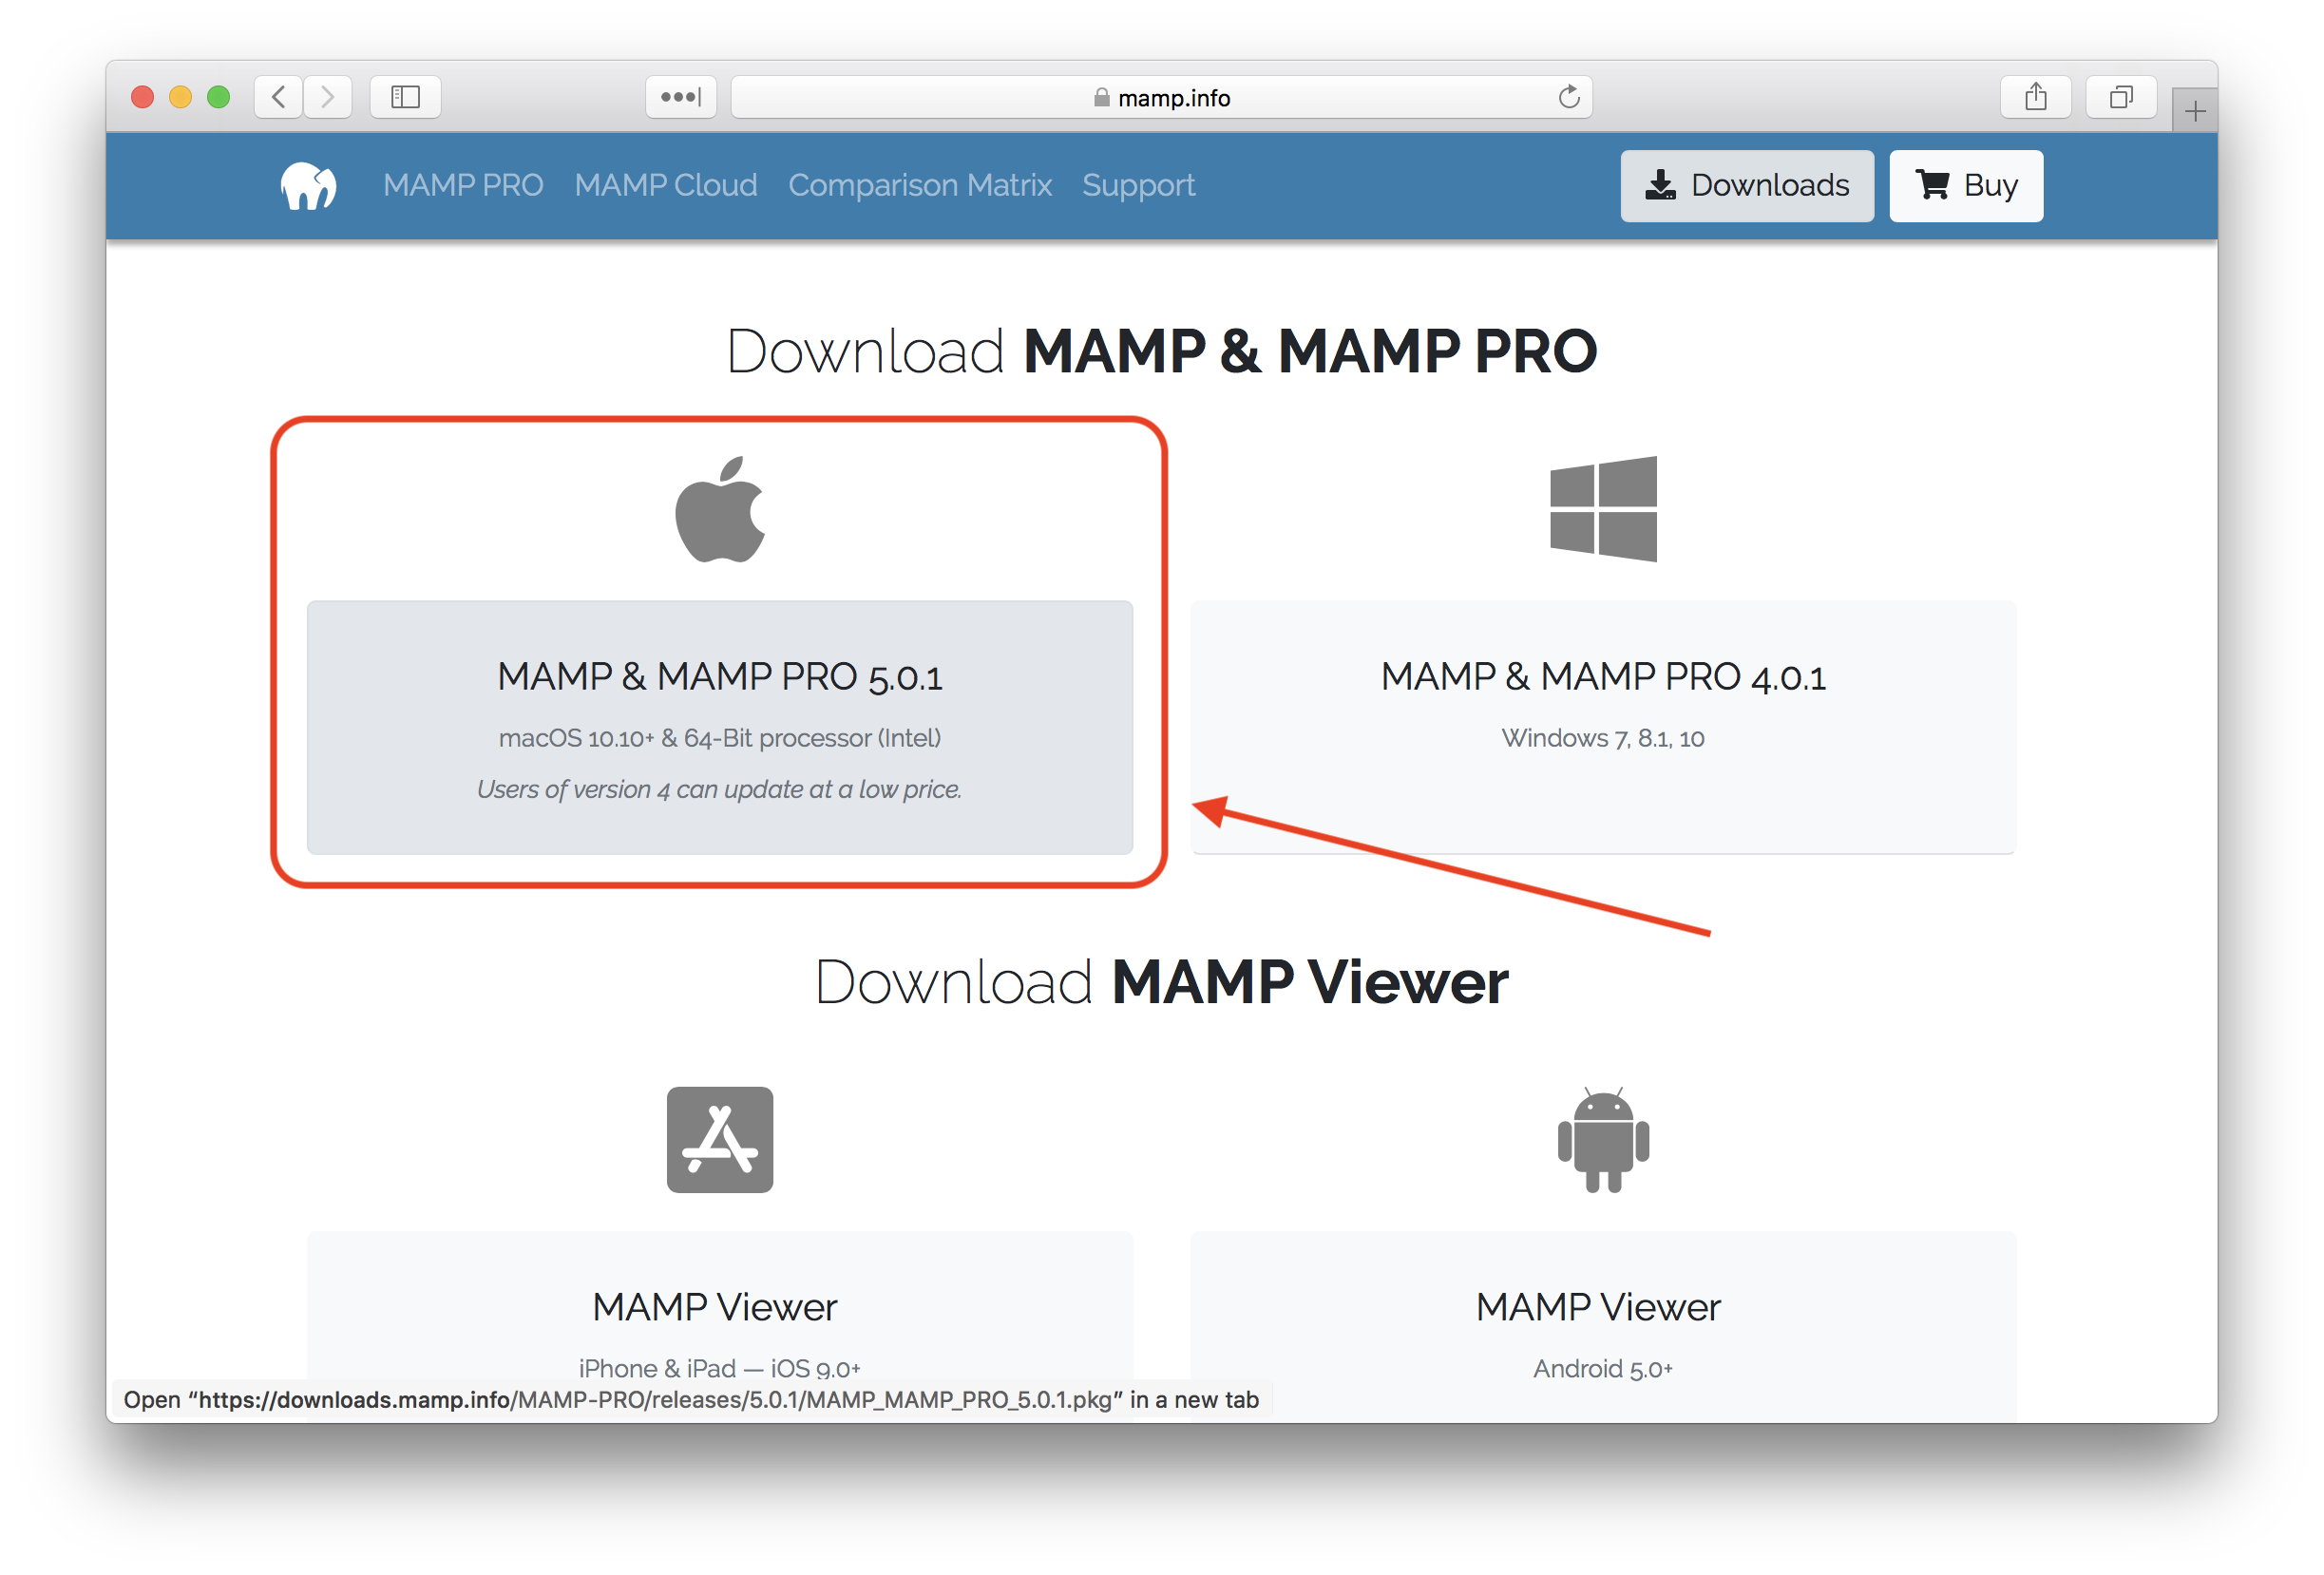 mamp.info
MAMP PRO MAMP Cloud Comparison Matrix Support Downloads Buy
Download MAMP & MAMP PRO
MAMP & MAMP PRO 5.0.1
macOS 10.10+ & 64-Bit processor (Intel)
Users of version 4 can update at a low price.
MAMP & MAMP PRO 4.0.1
Windows 7, 8.1, 10
Download MAMP Viewer
MAMP Viewer
iPhone & iPad — iOS 9.0+
MAMP Viewer
Android 5.0+
Open “https://downloads.mamp.info/MAMP-PRO/releases/5.0.1/MAMP_MAMP_PRO_5.0.1.pkg” in a new tab